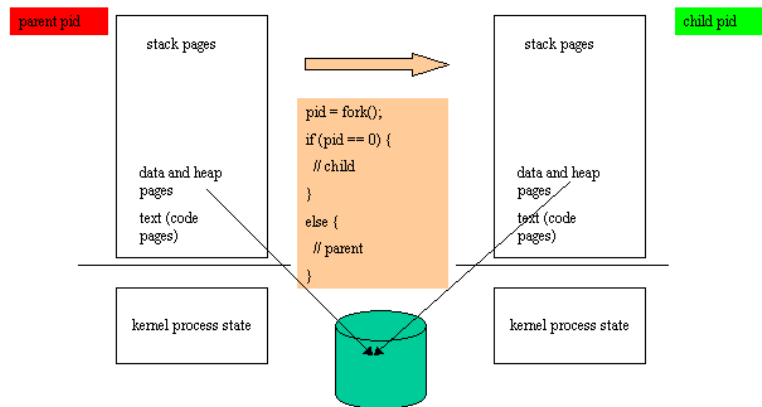 parent pid
child pid
stack pages
data and heap
pages
text (code
pages)
kernel process state
pid = fork();
if (pid == 0) {
// child
}
else {
// parent
}
stack pages
data and heap
pages
text (code
pages)
kernel process state